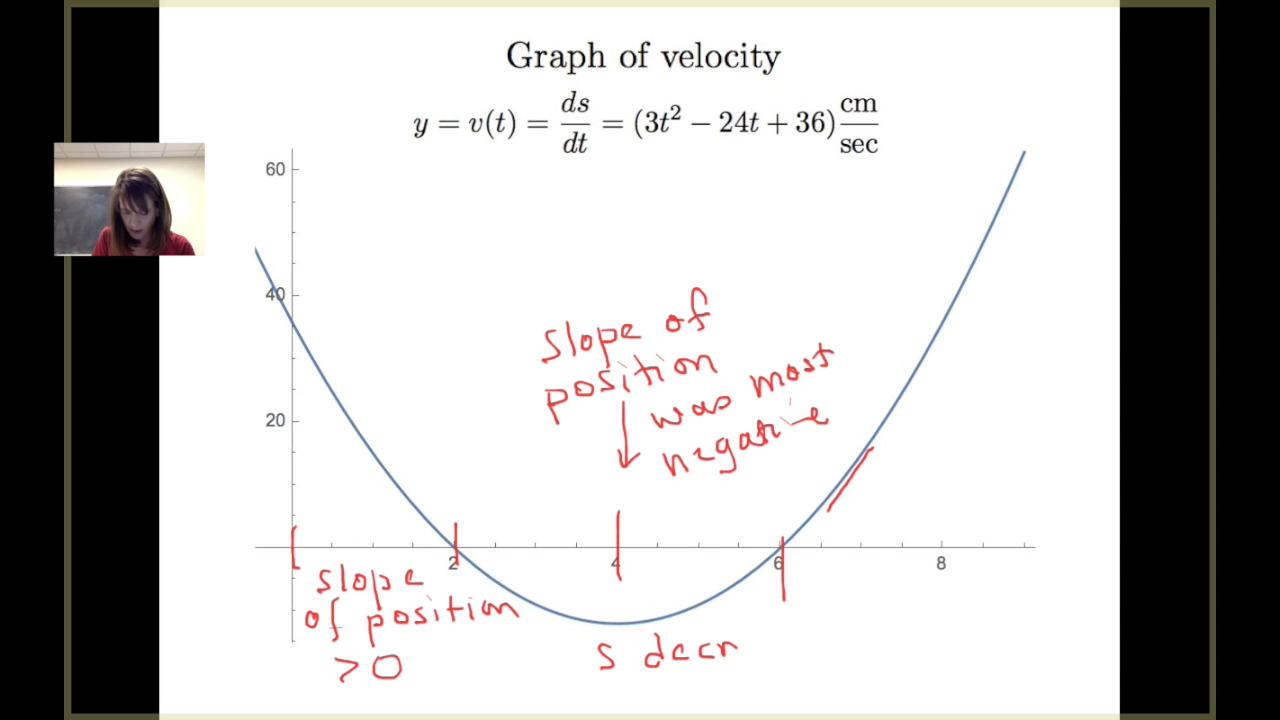 Graph of velocity
y = v(t) = ds/dt = (3t² − 24t + 36) cm/sec
60
40
20
2
4
6
8
slope of
position
was most
negative
slope
of position
> 0
s decr